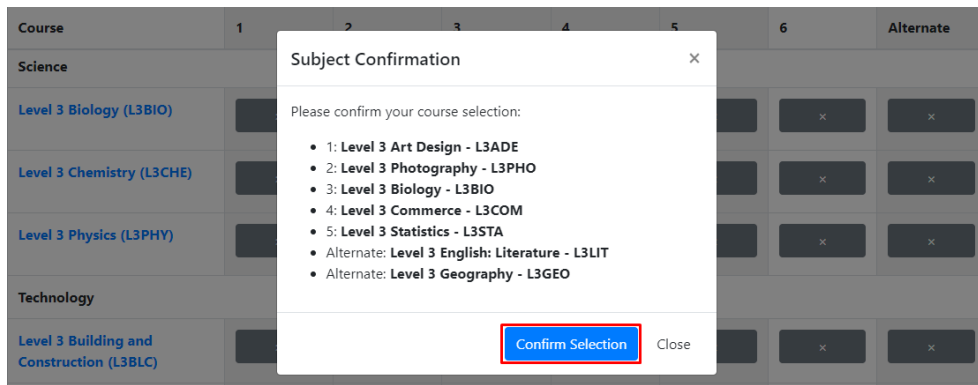 Course 1 2 3 4 5 6 Alternate
Science
Subject Confirmation ×
Level 3 Biology (L3BIO) × × ×
Please confirm your course selection:
1: Level 3 Art Design - L3ADE
2: Level 3 Photography - L3PHO
Level 3 Chemistry (L3CHE) × ×
3: Level 3 Biology - L3BIO
4: Level 3 Commerce - L3COM
5: Level 3 Statistics - L3STA
Level 3 Physics (L3PHY) × ×
Alternate: Level 3 English: Literature - L3LIT
Alternate: Level 3 Geography - L3GEO
Technology
Level 3 Building and
Construction (L3BLC) × ×
Confirm Selection Close